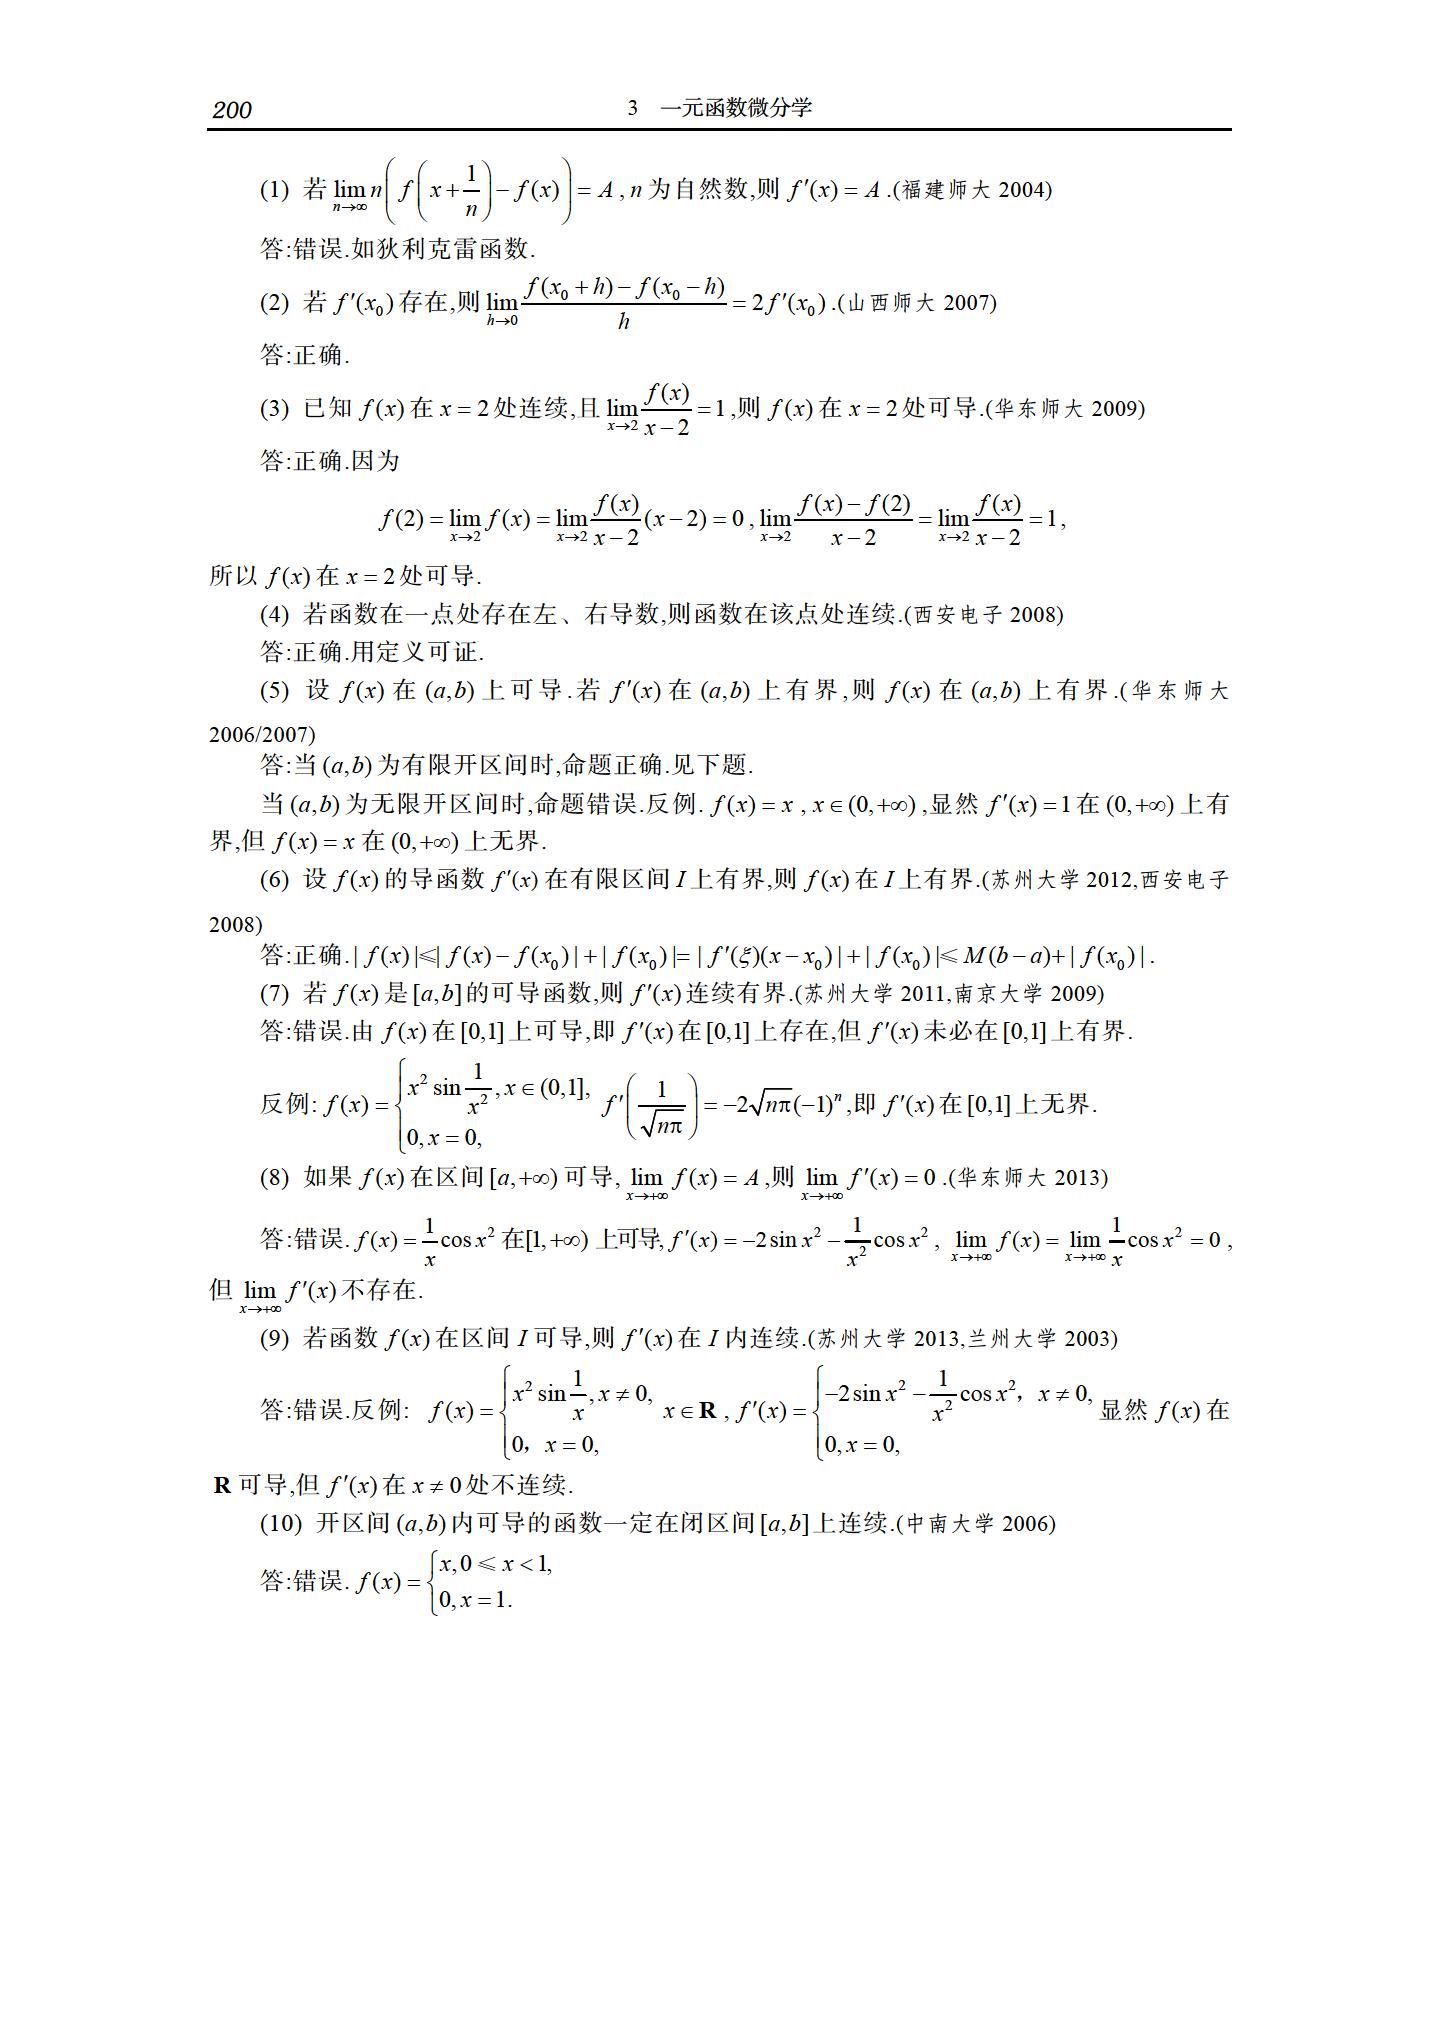 200 3 一元函数微分学
(1) 若 $\lim\limits_{n\to\infty} n\left(f\left(x+\frac{1}{n}\right)-f(x)\right)=A$ , n 为自然数,则 $f'(x)=A$ .(福建师大 2004)
答:错误.如狄利克雷函数.
(2) 若 $f'(x_0)$ 存在,则 $\lim\limits_{h\to 0}\frac{f(x_0+h)-f(x_0-h)}{h}=2f'(x_0)$ .(山西师大 2007)
答:正确.
(3) 已知 $f(x)$ 在 $x=2$ 处连续,且 $\lim\limits_{x\to 2}\frac{f(x)}{x-2}=1$ ,则 $f(x)$ 在 $x=2$ 处可导.(华东师大 2009)
答:正确.因为
$f(2)=\lim\limits_{x\to 2}f(x)=\lim\limits_{x\to 2}\frac{f(x)}{x-2}(x-2)=0$ , $\lim\limits_{x\to 2}\frac{f(x)-f(2)}{x-2}=\lim\limits_{x\to 2}\frac{f(x)}{x-2}=1$,
所以 $f(x)$ 在 $x=2$ 处可导.
(4) 若函数在一点处存在左、右导数,则函数在该点处连续.(西安电子 2008)
答:正确.用定义可证.
(5) 设 $f(x)$ 在 $(a,b)$ 上可导.若 $f'(x)$ 在 $(a,b)$ 上有界,则 $f(x)$ 在 $(a,b)$ 上有界.(华东师大
2006/2007)
答:当 $(a,b)$ 为有限开区间时,命题正确.见下题.
当 $(a,b)$ 为无限开区间时,命题错误.反例. $f(x)=x$ , $x\in(0,+\infty)$ ,显然 $f'(x)=1$ 在 $(0,+\infty)$ 上有
界,但 $f(x)=x$ 在 $(0,+\infty)$ 上无界.
(6) 设 $f(x)$ 的导函数 $f'(x)$ 在有限区间 $I$ 上有界,则 $f(x)$ 在 $I$ 上有界.(苏州大学 2012,西安电子
2008)
答:正确. $|f(x)|\leqslant|f(x)-f(x_0)|+|f(x_0)|=|f'(\xi)(x-x_0)|+|f(x_0)|\leqslant M(b-a)+|f(x_0)|$ .
(7) 若 $f(x)$ 是 $[a,b]$ 的可导函数,则 $f'(x)$ 连续有界.(苏州大学 2011,南京大学 2009)
答:错误.由 $f(x)$ 在 $[0,1]$ 上可导,即 $f'(x)$ 在 $[0,1]$ 上存在,但 $f'(x)$ 未必在 $[0,1]$ 上有界.
反例: $f(x)=\begin{cases}x^2\sin\frac{1}{x^2},x\in(0,1],\\0,x=0,\end{cases}$ $f'\left(\frac{1}{\sqrt{n\pi}}\right)=-2\sqrt{n\pi}(-1)^n$ ,即 $f'(x)$ 在 $[0,1]$ 上无界.
(8) 如果 $f(x)$ 在区间 $[a,+\infty)$ 可导, $\lim\limits_{x\to+\infty}f(x)=A$ ,则 $\lim\limits_{x\to+\infty}f'(x)=0$ .(华东师大 2013)
答:错误. $f(x)=\frac{1}{x}\cos x^2$ 在 $[1,+\infty)$ 上可导, $f'(x)=-2\sin x^2-\frac{1}{x^2}\cos x^2$ , $\lim\limits_{x\to+\infty}f(x)=\lim\limits_{x\to+\infty}\frac{1}{x}\cos x^2=0$ ,
但 $\lim\limits_{x\to+\infty}f'(x)$ 不存在.
(9) 若函数 $f(x)$ 在区间 $I$ 可导,则 $f'(x)$ 在 $I$ 内连续.(苏州大学 2013,兰州大学 2003)
答:错误.反例: $f(x)=\begin{cases}x^2\sin\frac{1}{x},x\neq 0,\\0，x=0,\end{cases}$ $x\in\mathbf{R}$ , $f'(x)=\begin{cases}-2\sin x^2-\frac{1}{x^2}\cos x^2，x\neq 0,\\0,x=0,\end{cases}$ 显然 $f(x)$ 在
$\mathbf{R}$ 可导,但 $f'(x)$ 在 $x\neq 0$ 处不连续.
(10) 开区间 $(a,b)$ 内可导的函数一定在闭区间 $[a,b]$ 上连续.(中南大学 2006)
答:错误. $f(x)=\begin{cases}x,0\leqslant x<1,\\0,x=1.\end{cases}$